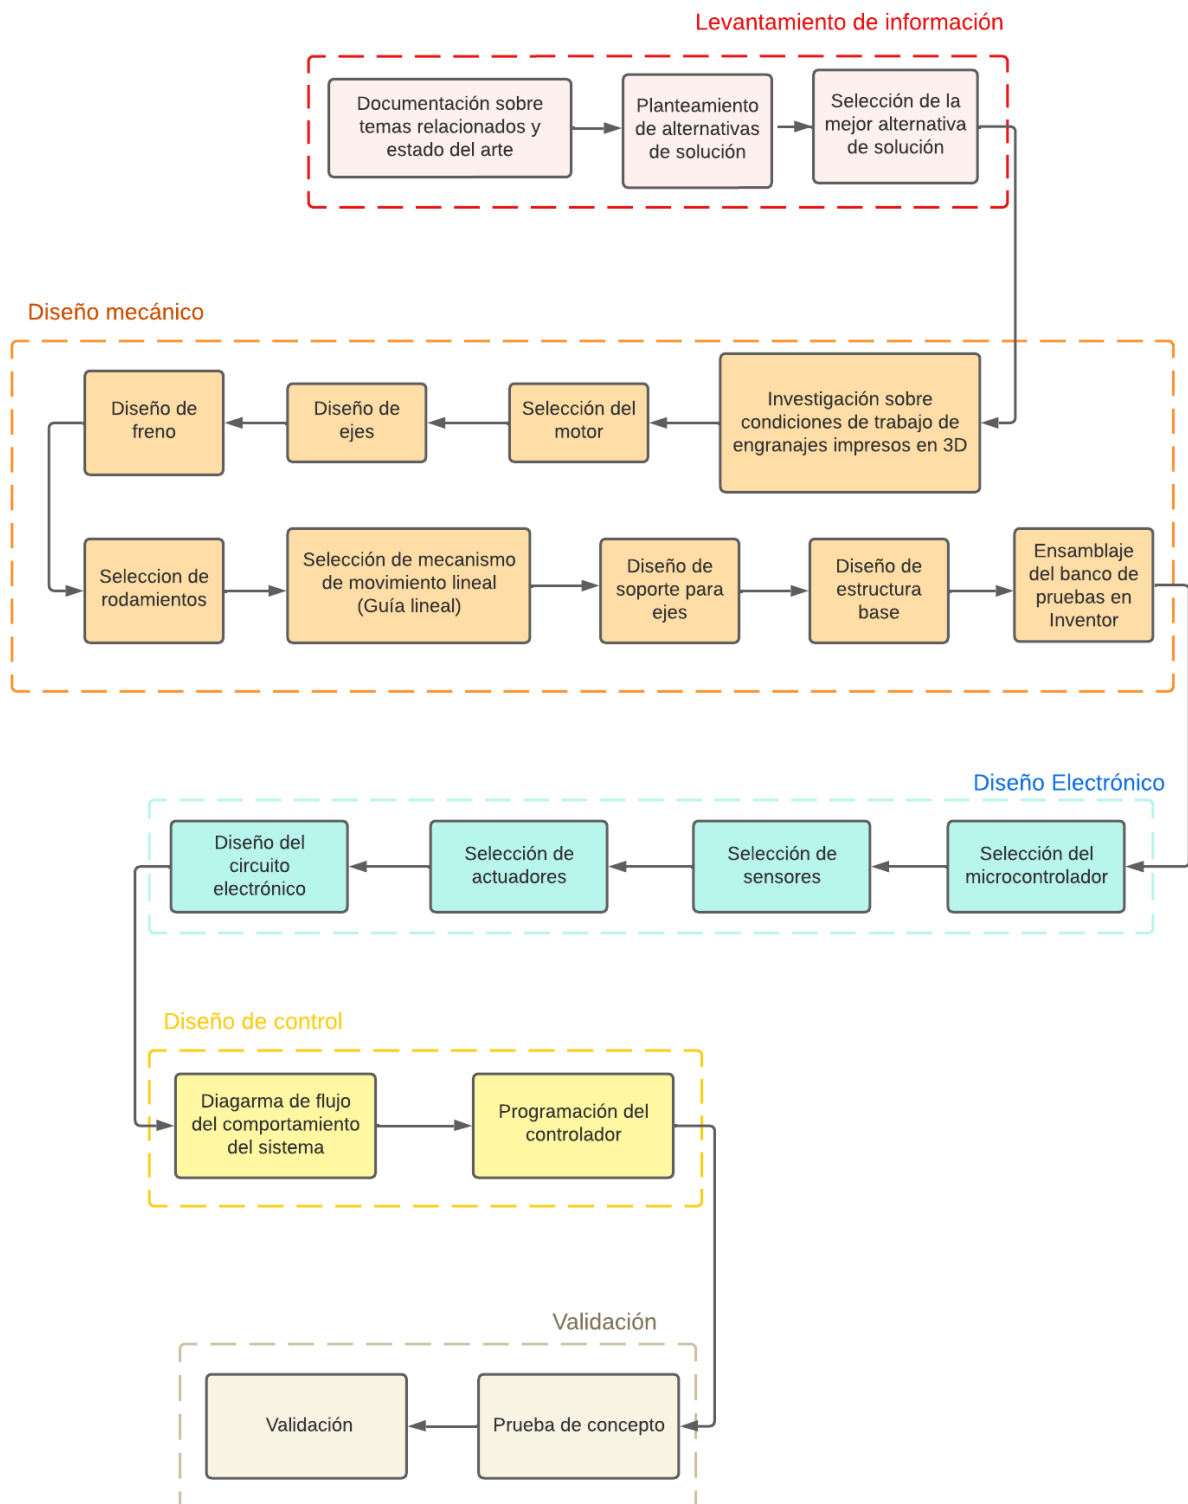 Levantamiento de información
Documentación sobre
temas relacionados y
estado del arte
Planteamiento
de alternativas
de solución
Selección de la
mejor alternativa
de solución
Diseño mecánico
Investigación sobre
condiciones de trabajo de
engranajes impresos en 3D
Selección del
motor
Diseño de
ejes
Diseño de
freno
Seleccion de
rodamientos
Selección de mecanismo
de movimiento lineal
(Guía lineal)
Diseño de
soporte para
ejes
Diseño de
estructura
base
Ensamblaje
del banco de
pruebas en
Inventor
Diseño Electrónico
Selección del
microcontrolador
Selección de
sensores
Selección de
actuadores
Diseño del
circuito
electrónico
Diseño de control
Diagarma de flujo
del comportamiento
del sistema
Programación del
controlador
Validación
Prueba de concepto
Validación